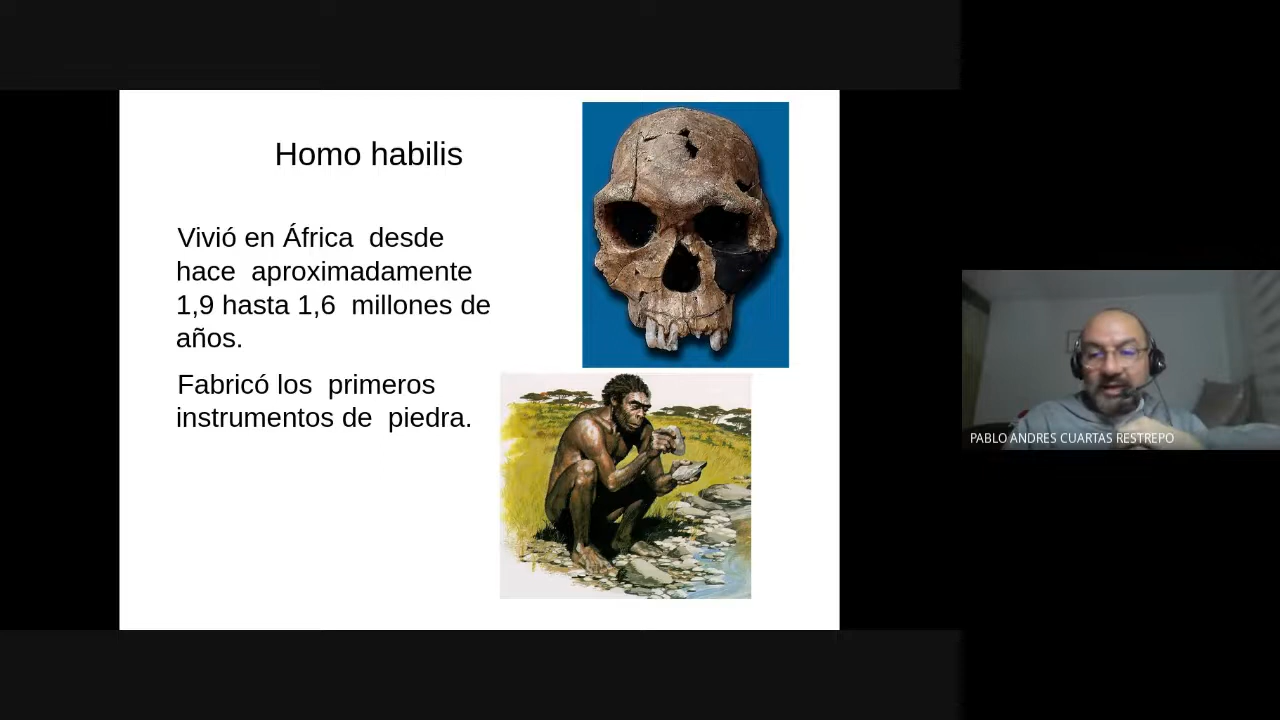 Homo habilis
Vivió en África desde
hace aproximadamente
1,9 hasta 1,6 millones de
años.
Fabricó los primeros
instrumentos de piedra.
PABLO ANDRES CUARTAS RESTREPO